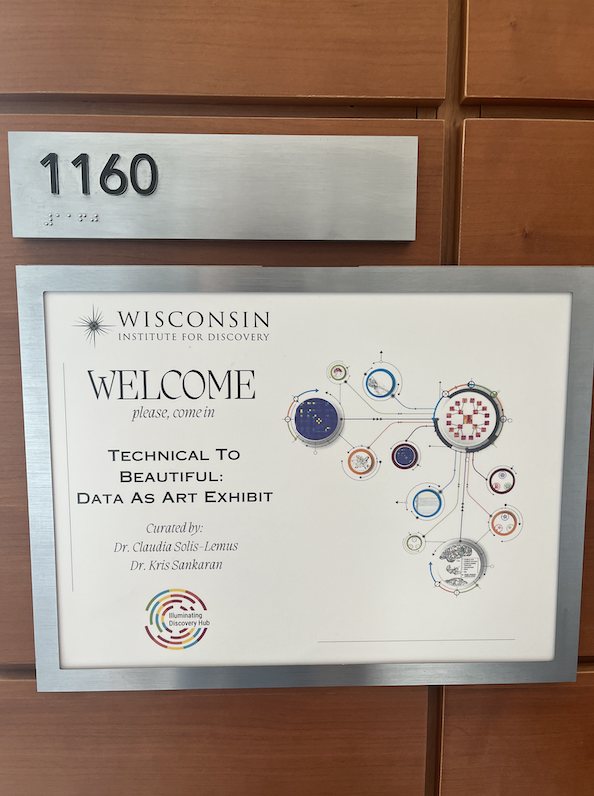 1160
WISCONSIN
INSTITUTE FOR DISCOVERY
WELCOME
please, come in
TECHNICAL TO
BEAUTIFUL:
DATA AS ART EXHIBIT
Curated by:
Dr. Claudia Solis-Lemus
Dr. Kris Sankaran
Illuminating
Discovery Hub